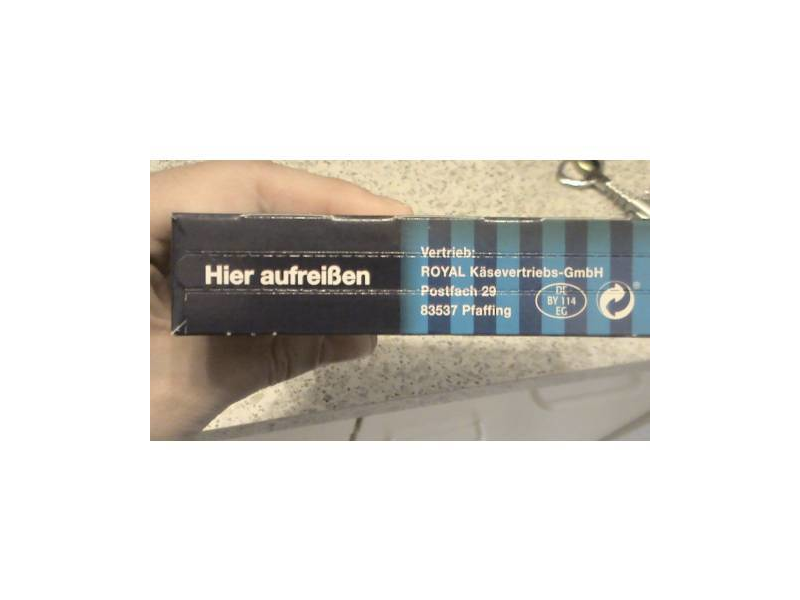 Hier aufreißen
Vertrieb:
ROYAL Käsevertriebs-GmbH
Postfach 29
83537 Pfaffing
DE
BY 114
EG
®